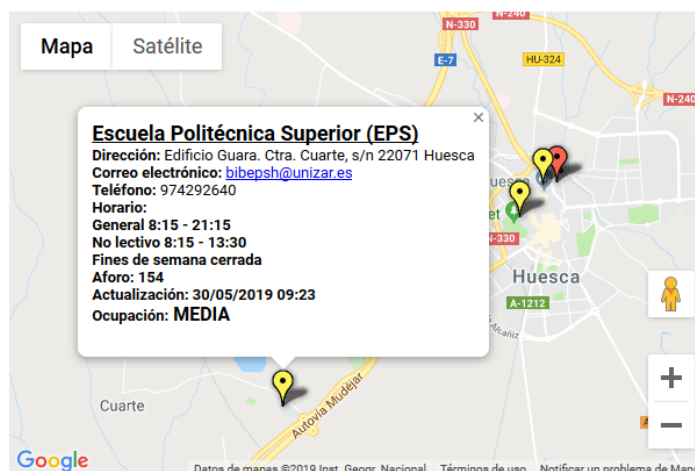 Mapa
Satélite
N-330
N-240
E-7
HU-324
N-240
Escuela Politécnica Superior (EPS)
Dirección: Edificio Guara. Ctra. Cuarte, s/n 22071 Huesca
Correo electrónico: bibepsh@unizar.es
Teléfono: 974292640
Horario:
General 8:15 - 21:15
No lectivo 8:15 - 13:30
Fines de semana cerrada
Aforo: 154
Actualización: 30/05/2019 09:23
Ocupación: MEDIA
N-330
Huesca
A-1212
Cuarte
Autovía Mudéjar
Google
Datos de mapas ©2019 Inst. Geogr. Nacional
Términos de uso
Notificar un problema de Maps